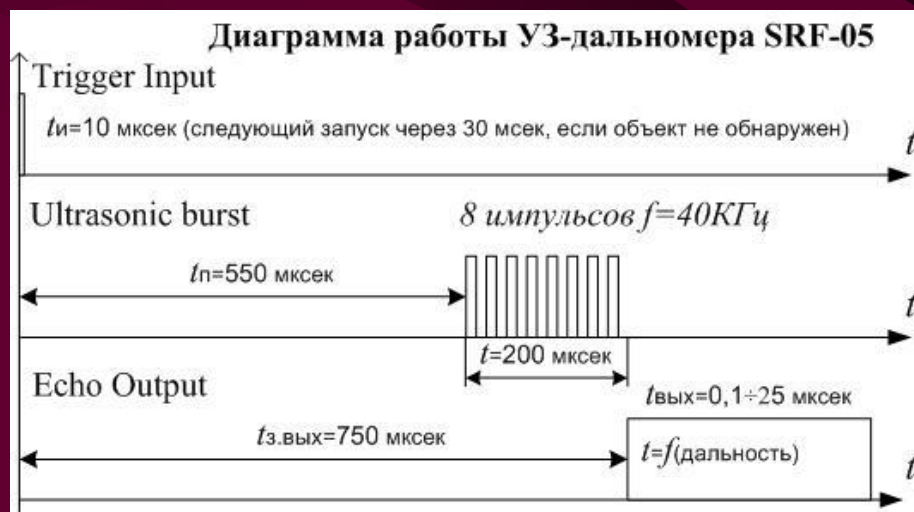 Диаграмма работы УЗ-дальномера SRF-05
Trigger Input
tи=10 мксек (следующий запуск через 30 мсек, если объект не обнаружен)
t
Ultrasonic burst
8 импульсов f=40КГц
tп=550 мксек
t
t=200 мксек
Echo Output
tвых=0,1÷25 мксек
tз.вых=750 мксек
t=f(дальность)
t